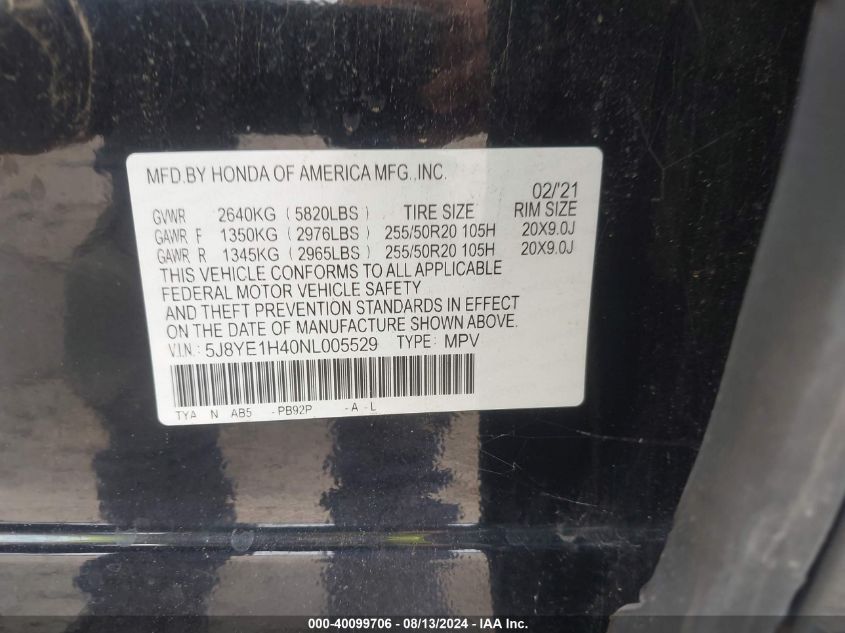 MFD.BY HONDA OF AMERICA MFG.,INC.
02/'21
GVWR 2640KG (5820LBS) TIRE SIZE RIM SIZE
GAWR F 1350KG (2976LBS) 255/50R20 105H 20X9.0J
GAWR R 1345KG (2965LBS) 255/50R20 105H 20X9.0J
THIS VEHICLE CONFORMS TO ALL APPLICABLE
FEDERAL MOTOR VEHICLE SAFETY
AND THEFT PREVENTION STANDARDS IN EFFECT
ON THE DATE OF MANUFACTURE SHOWN ABOVE.
V.I.N.: 5J8YE1H40NL005529 TYPE: MPV
TYA N AB5 -PB92P -A -L
000-40099706 - 08/13/2024 - IAAI.com.